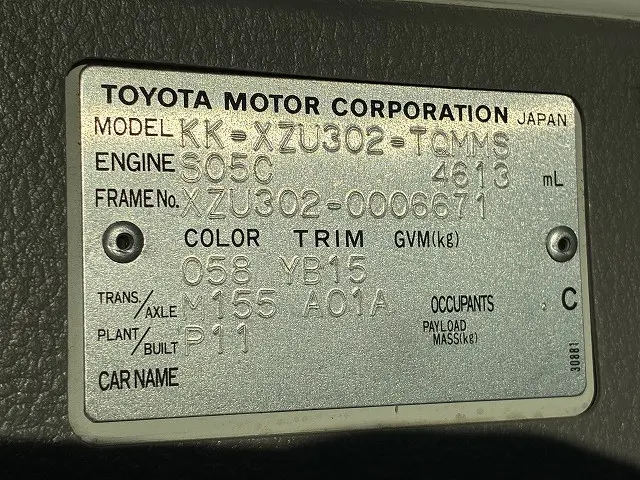 TOYOTA MOTOR CORPORATION JAPAN
MODEL KK-XZU302-TQMMS
ENGINE S05C 4613 mL
FRAME No. XZU302-0006671
COLOR TRIM GVM(kg)
058 YB15
TRANS./AXLE M155 A01A OCCUPANTS C
PLANT/BUILT P11 PAYLOAD MASS(kg)
CAR NAME
30881